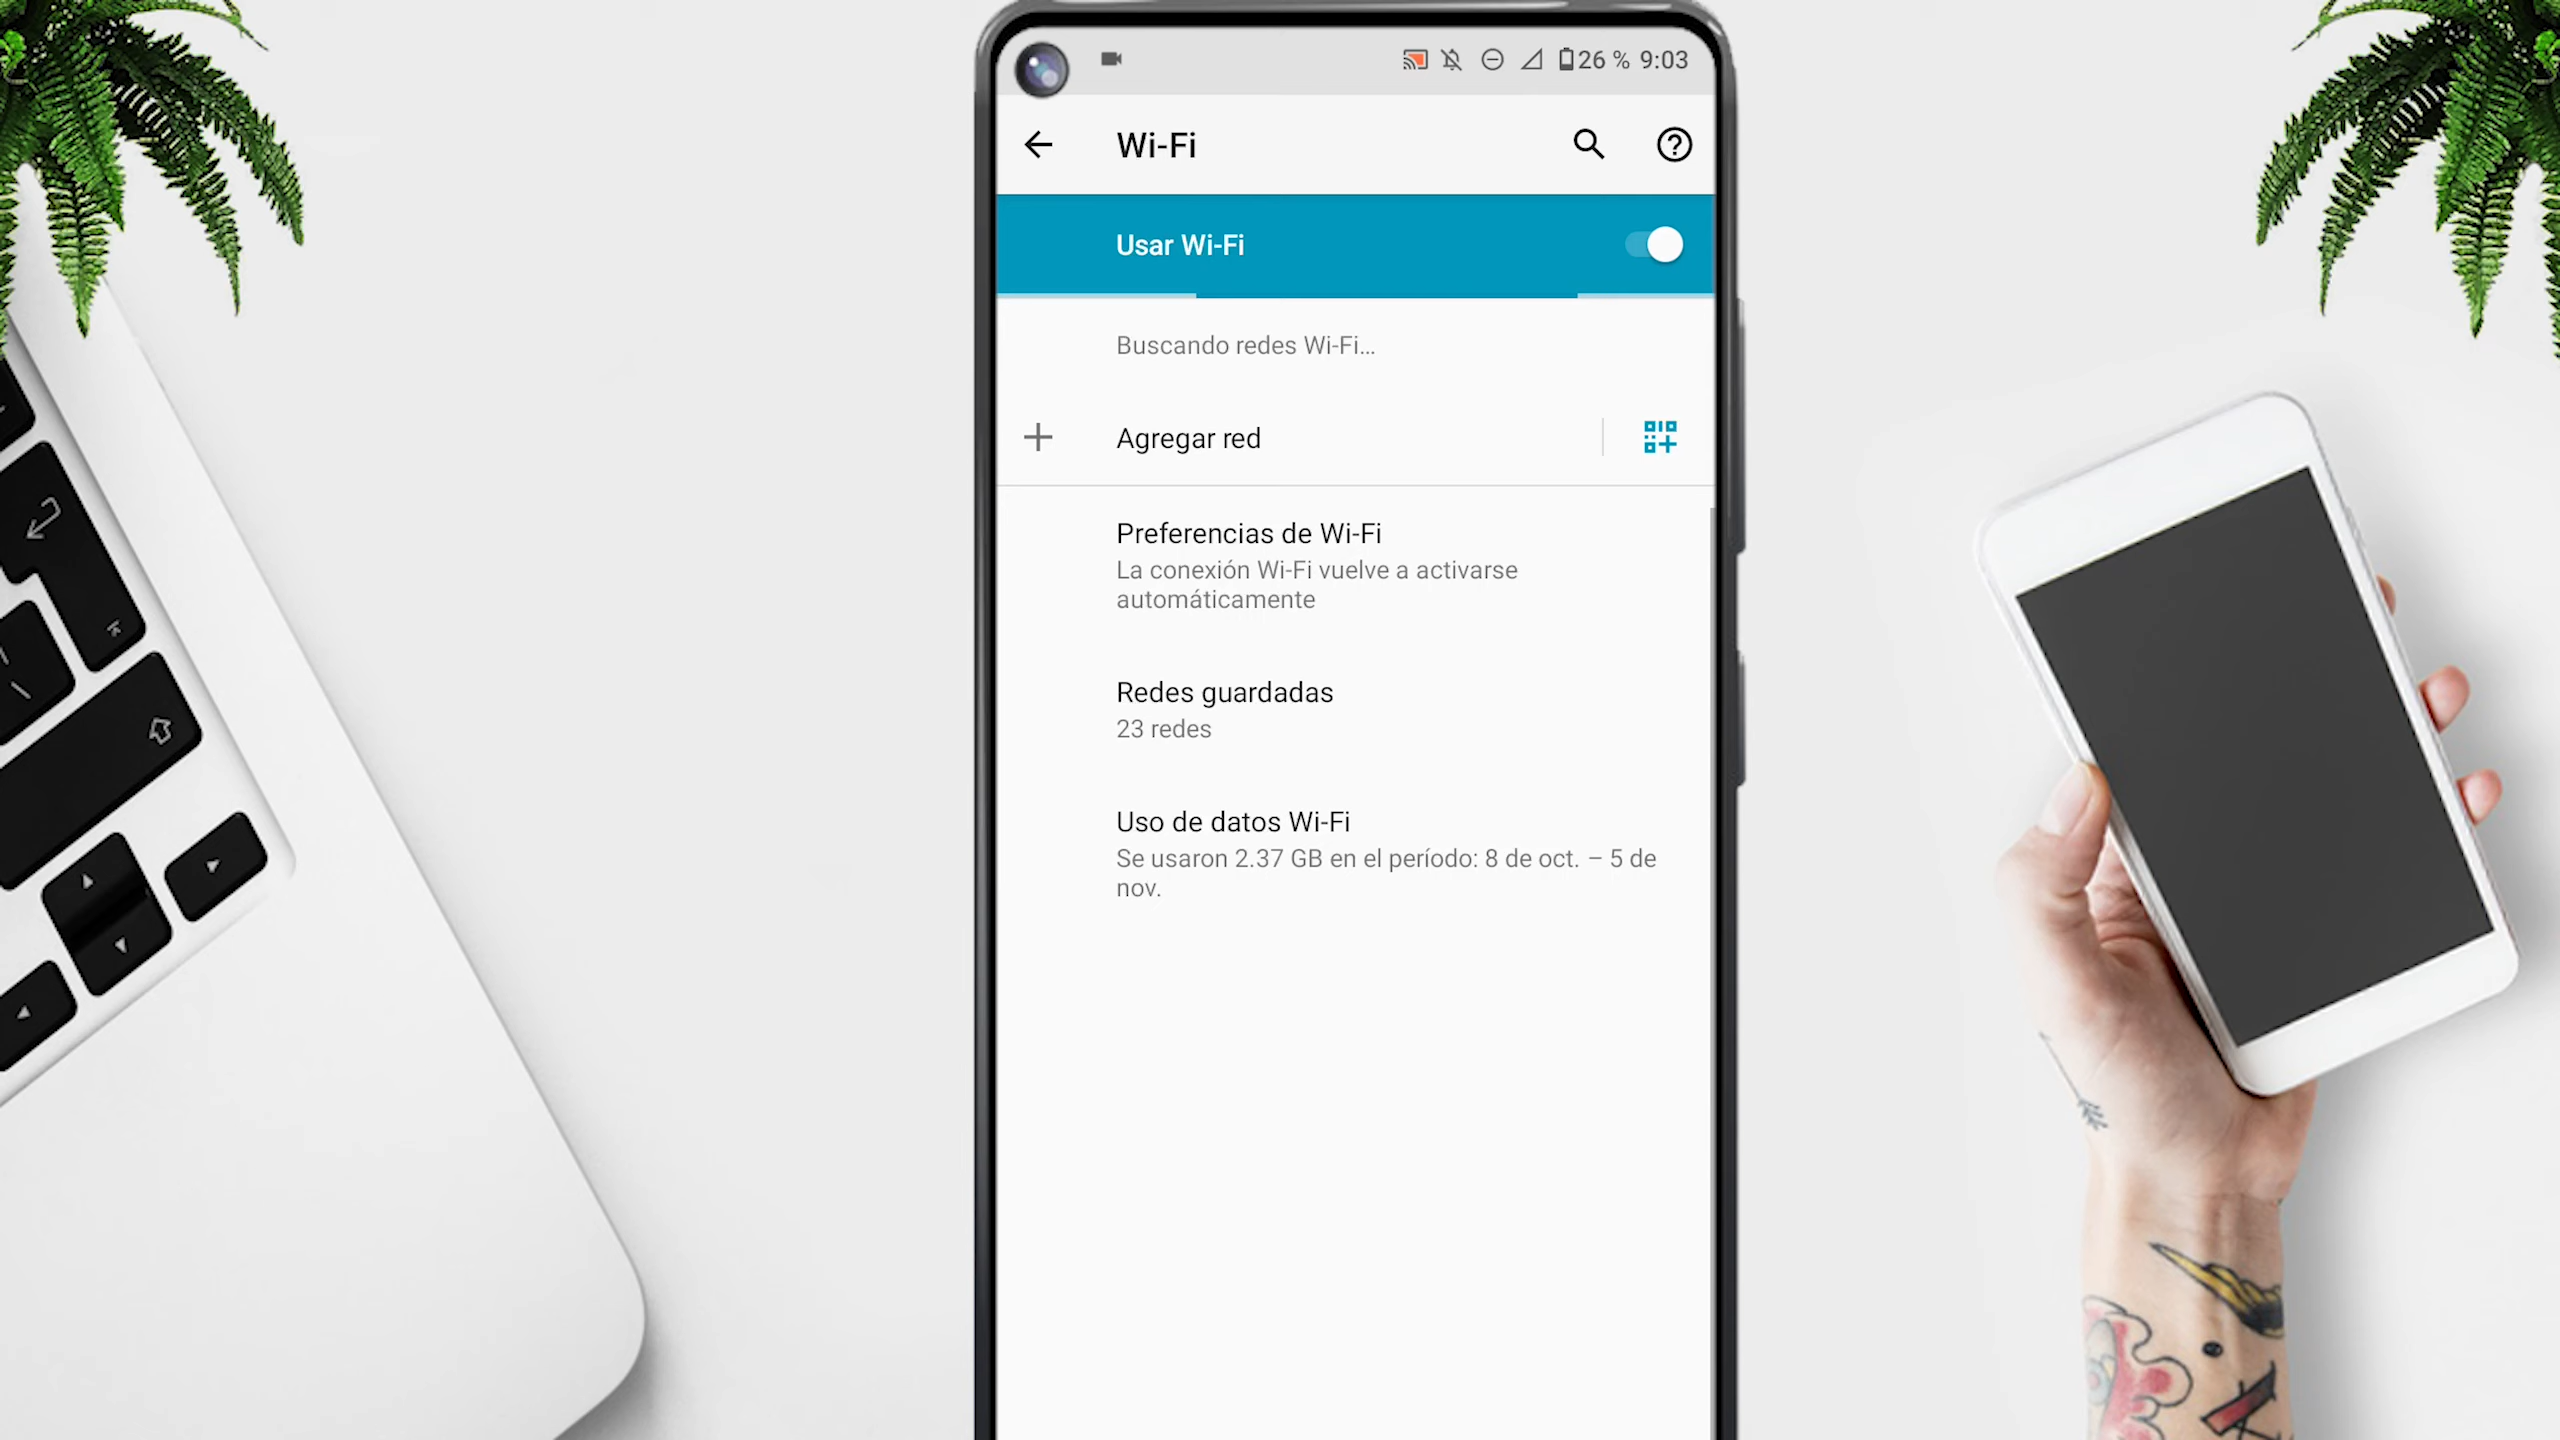 26 % 9:03
Wi-Fi
Usar Wi-Fi
Buscando redes Wi-Fi...
Agregar red
Preferencias de Wi-Fi
La conexión Wi-Fi vuelve a activarse
automáticamente
Redes guardadas
23 redes
Uso de datos Wi-Fi
Se usaron 2.37 GB en el período: 8 de oct. – 5 de
nov.